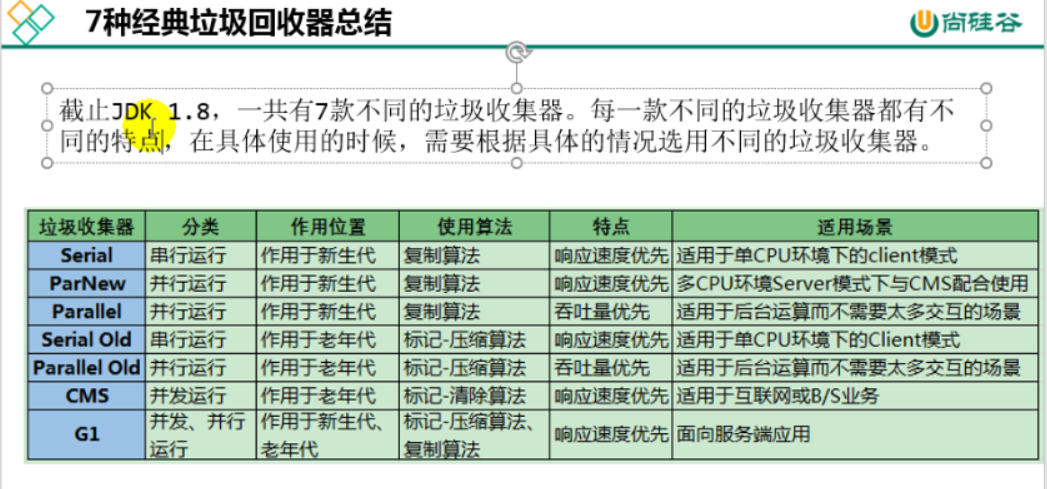 7种经典垃圾回收器总结
尚硅谷
截止JDK 1.8，一共有7款不同的垃圾收集器。每一款不同的垃圾收集器都有不
同的特点，在具体使用的时候，需要根据具体的情况选用不同的垃圾收集器。
垃圾收集器 分类 作用位置 使用算法 特点 适用场景
Serial 串行运行 作用于新生代 复制算法 响应速度优先 适用于单CPU环境下的client模式
ParNew 并行运行 作用于新生代 复制算法 响应速度优先 多CPU环境Server模式下与CMS配合使用
Parallel 并行运行 作用于新生代 复制算法 吞吐量优先 适用于后台运算而不需要太多交互的场景
Serial Old 串行运行 作用于老年代 标记-压缩算法 响应速度优先 适用于单CPU环境下的Client模式
Parallel Old 并行运行 作用于老年代 标记-压缩算法 吞吐量优先 适用于后台运算而不需要太多交互的场景
CMS 并发运行 作用于老年代 标记-清除算法 响应速度优先 适用于互联网或B/S业务
G1 并发、并行 作用于新生代、 标记-压缩算法、 响应速度优先 面向服务端应用
运行 老年代 复制算法